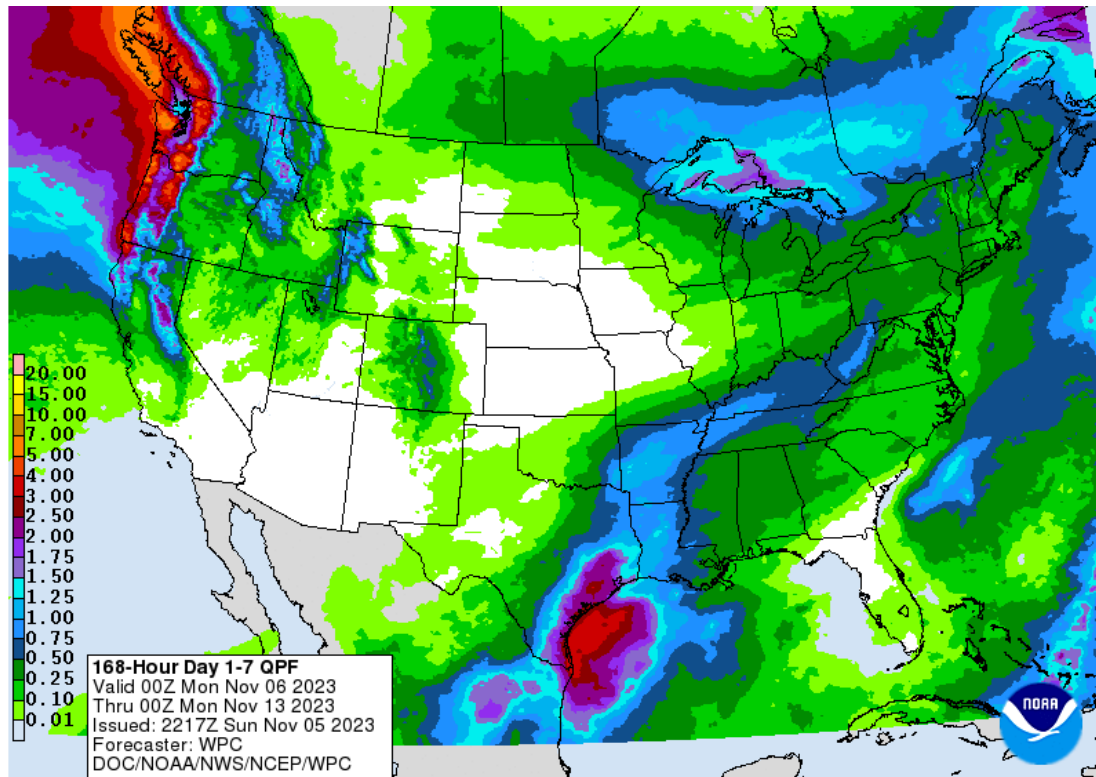 20.00
15.00
10.00
7.00
5.00
4.00
3.00
2.50
2.00
1.75
1.50
1.25
1.00
0.75
0.50
0.25
0.10
0.01
168-Hour Day 1-7 QPF
Valid 00Z Mon Nov 06 2023
Thru 00Z Mon Nov 13 2023
Issued: 2217Z Sun Nov 05 2023
Forecaster: WPC
DOC/NOAA/NWS/NCEP/WPC
NOAA